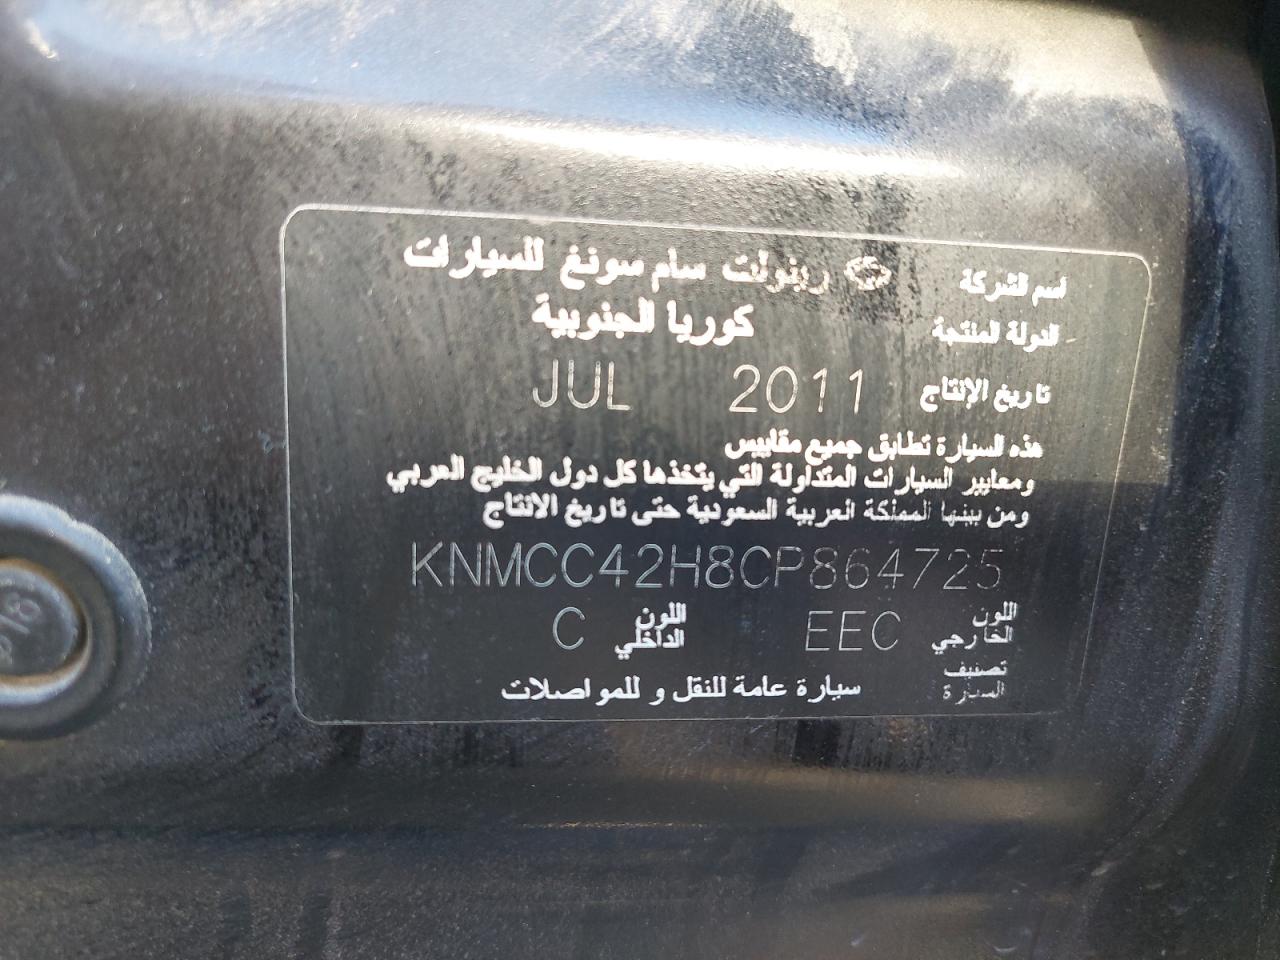 اسم الشركة رينولت سام سونغ للسيارات
الدولة المنتجة كوريا الجنوبية
تاريخ الإنتاج JUL 2011
هذه السيارة تطابق جميع مقاييس
ومعايير السيارات المتداولة التي يتخذها كل دول الخليج العربي
ومن بينها المملكة العربية السعودية حتى تاريخ الانتاج
KNMCC42H8CP864725
اللون الخارجي EEC اللون الداخلي C
تصنيف السيارة سيارة عامة للنقل و للمواصلات